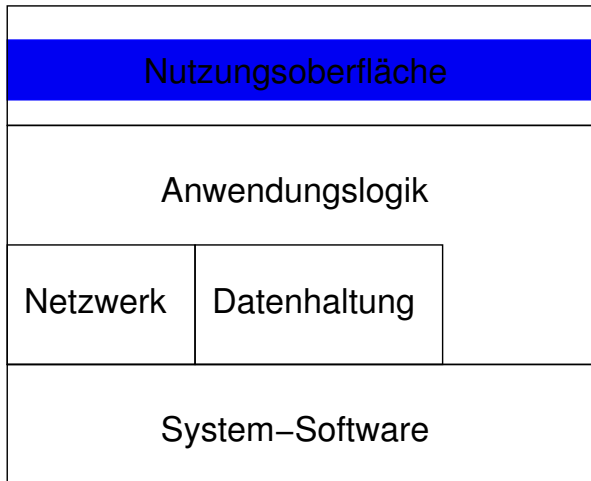 Nutzungsoberfläche
Anwendungslogik
Netzwerk
Datenhaltung
System−Software